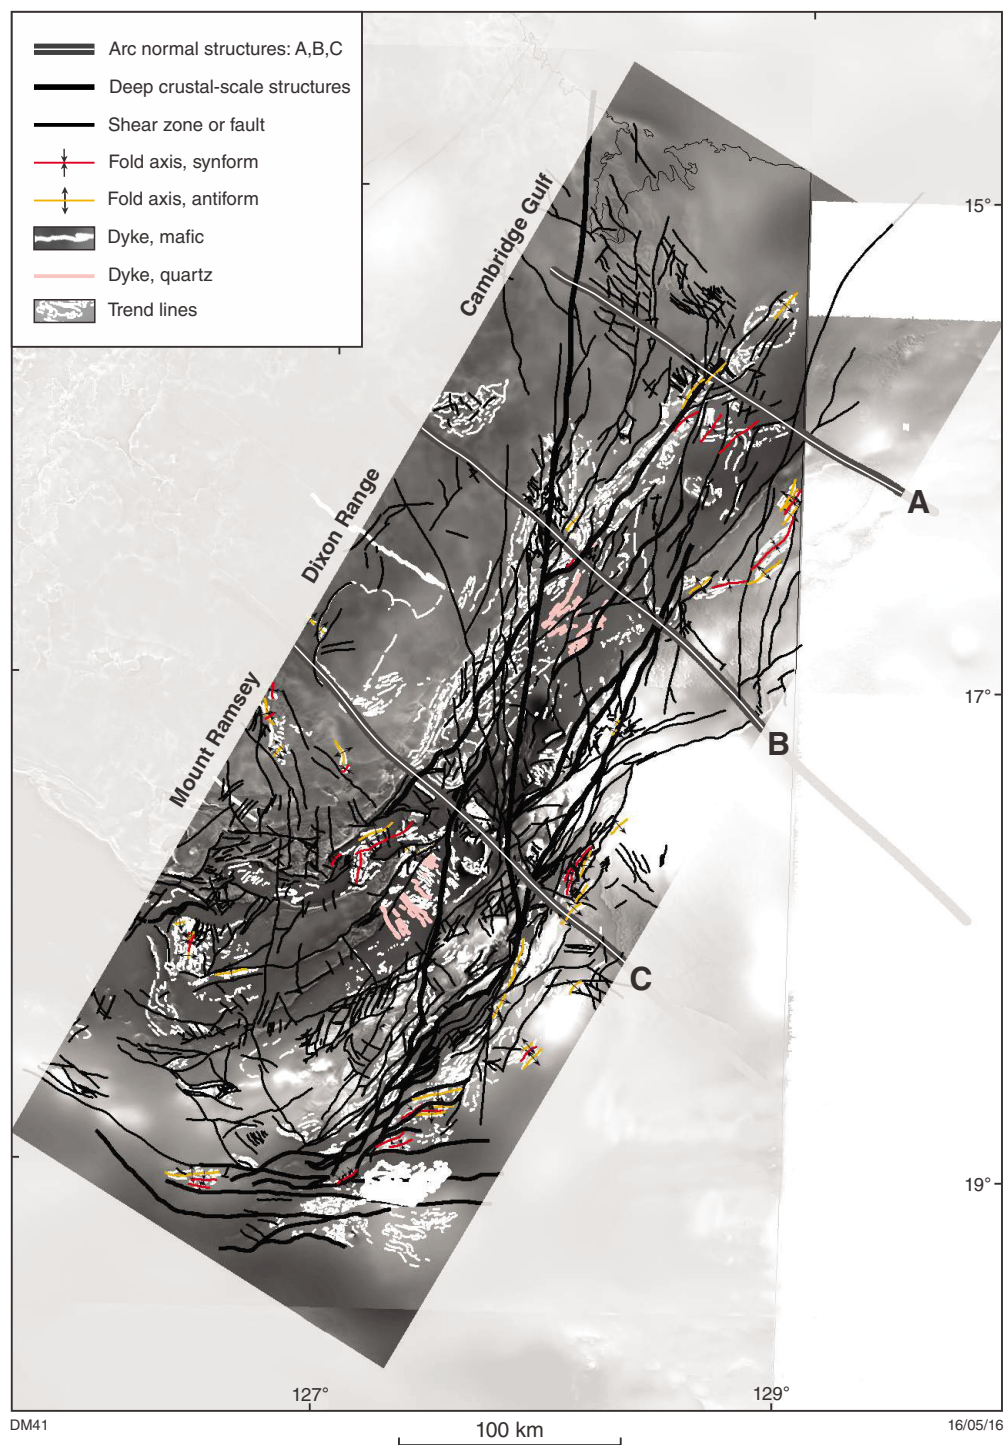 Arc normal structures: A,B,C
Deep crustal-scale structures
Shear zone or fault
Fold axis, synform
Fold axis, antiform
Dyke, mafic
Dyke, quartz
Trend lines
Cambridge Gulf
15°
Dixon Range
A
Mount Ramsey
17°
B
C
19°
127°
129°
DM41
100 km
16/05/16